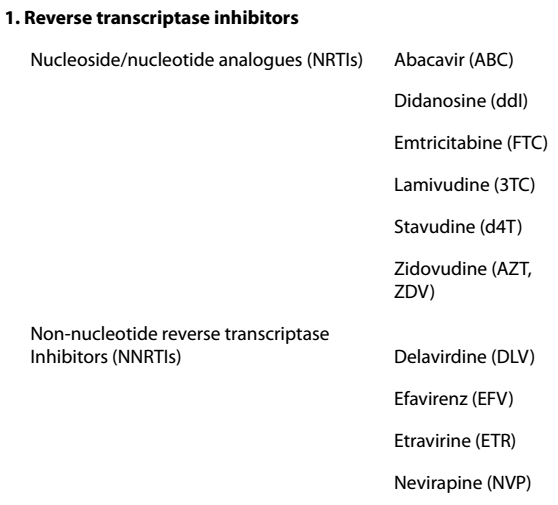 1. Reverse transcriptase inhibitors
Nucleoside/nucleotide analogues (NRTIs) Abacavir (ABC)
Didanosine (ddI)
Emtricitabine (FTC)
Lamivudine (3TC)
Stavudine (d4T)
Zidovudine (AZT,
ZDV)
Non-nucleotide reverse transcriptase
Inhibitors (NNRTIs) Delavirdine (DLV)
Efavirenz (EFV)
Etravirine (ETR)
Nevirapine (NVP)